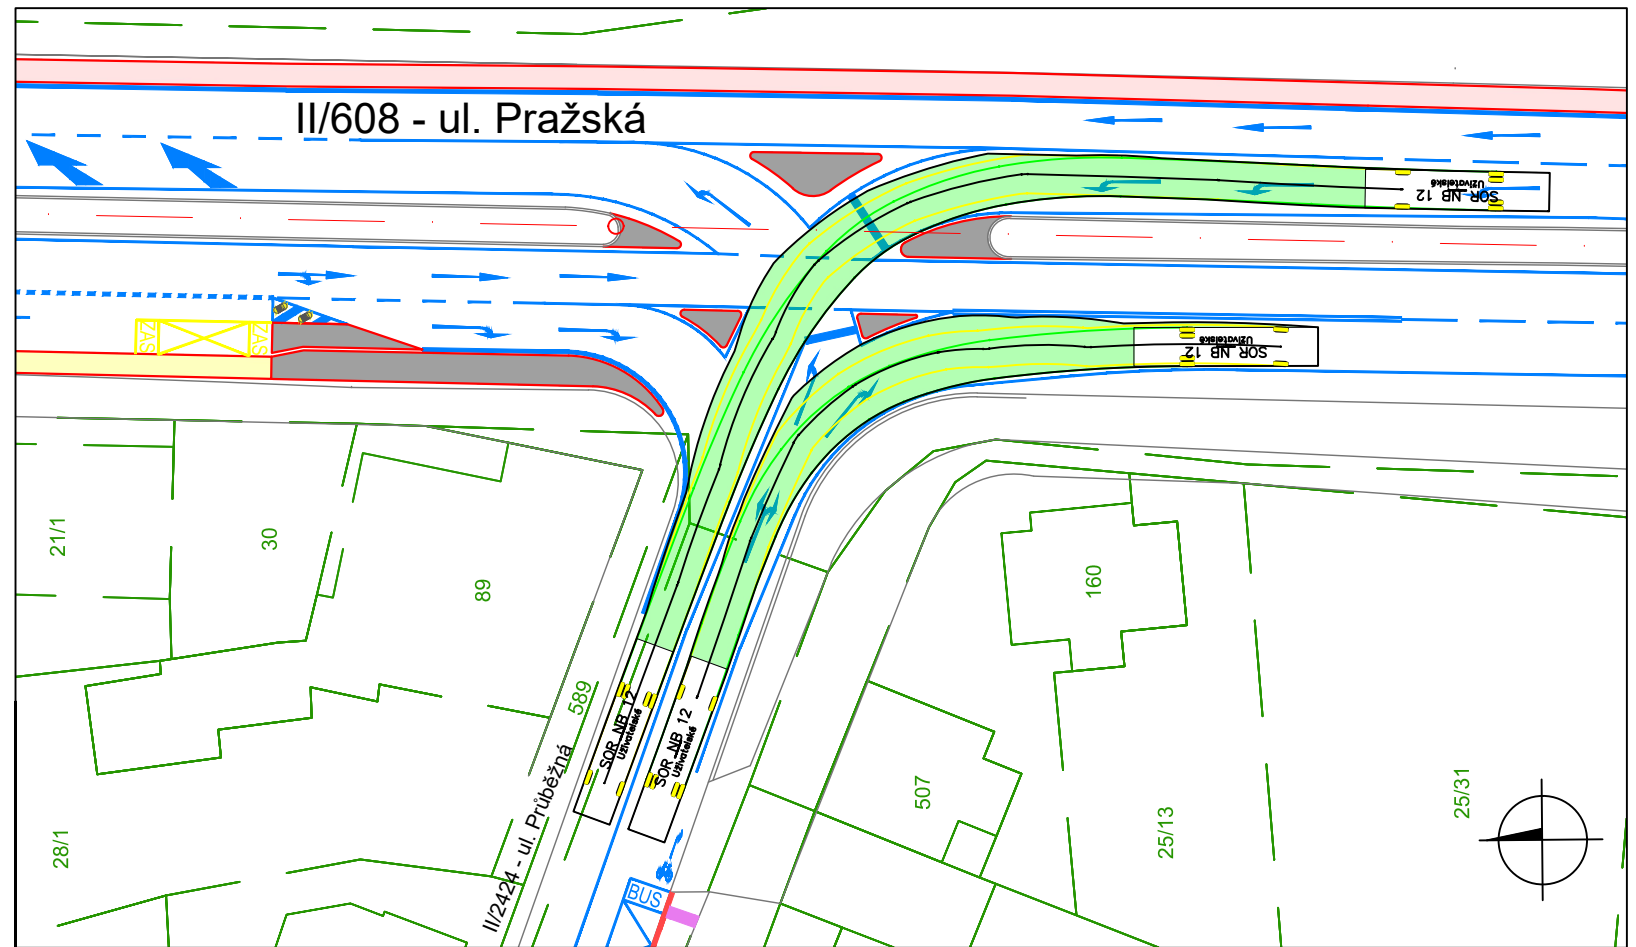 II/608 - ul. Pražská
SOR NB 12
Uživatelské
ZAS
ZAS
SOR NB 12
Uživatelské
21/1
30
89
160
589
SOR NB 12
Uživatelské
SOR NB 12
Uživatelské
II/2424 - ul. Průběžná
28/1
507
25/13
25/31
BUS